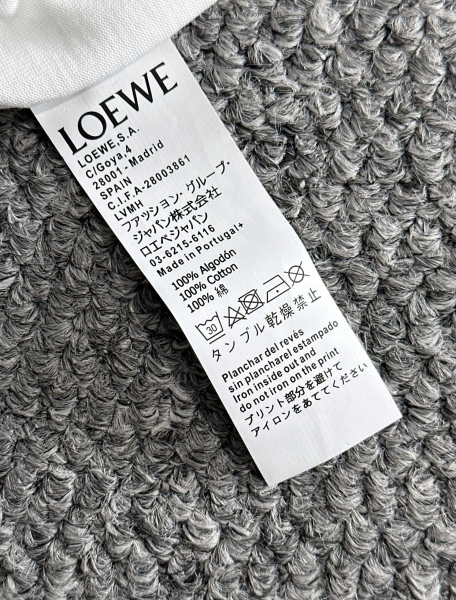 LOEWE
LOEWE,S.A.
C/Goya,4
28001-Madrid
SPAIN
C.I.F.A-28003861
LVMH
ファッション・グループ・
ジャパン株式会社
ロエベジャパン
03-6215-6116
Made in Portugal+
100% Algodón
100% Cotton
100% 綿
30
タンブル乾燥禁止
Planchar del revés
sin plancharel estampado
Iron inside out and
do not iron on the print
プリント部分を避けて
アイロンをあててください